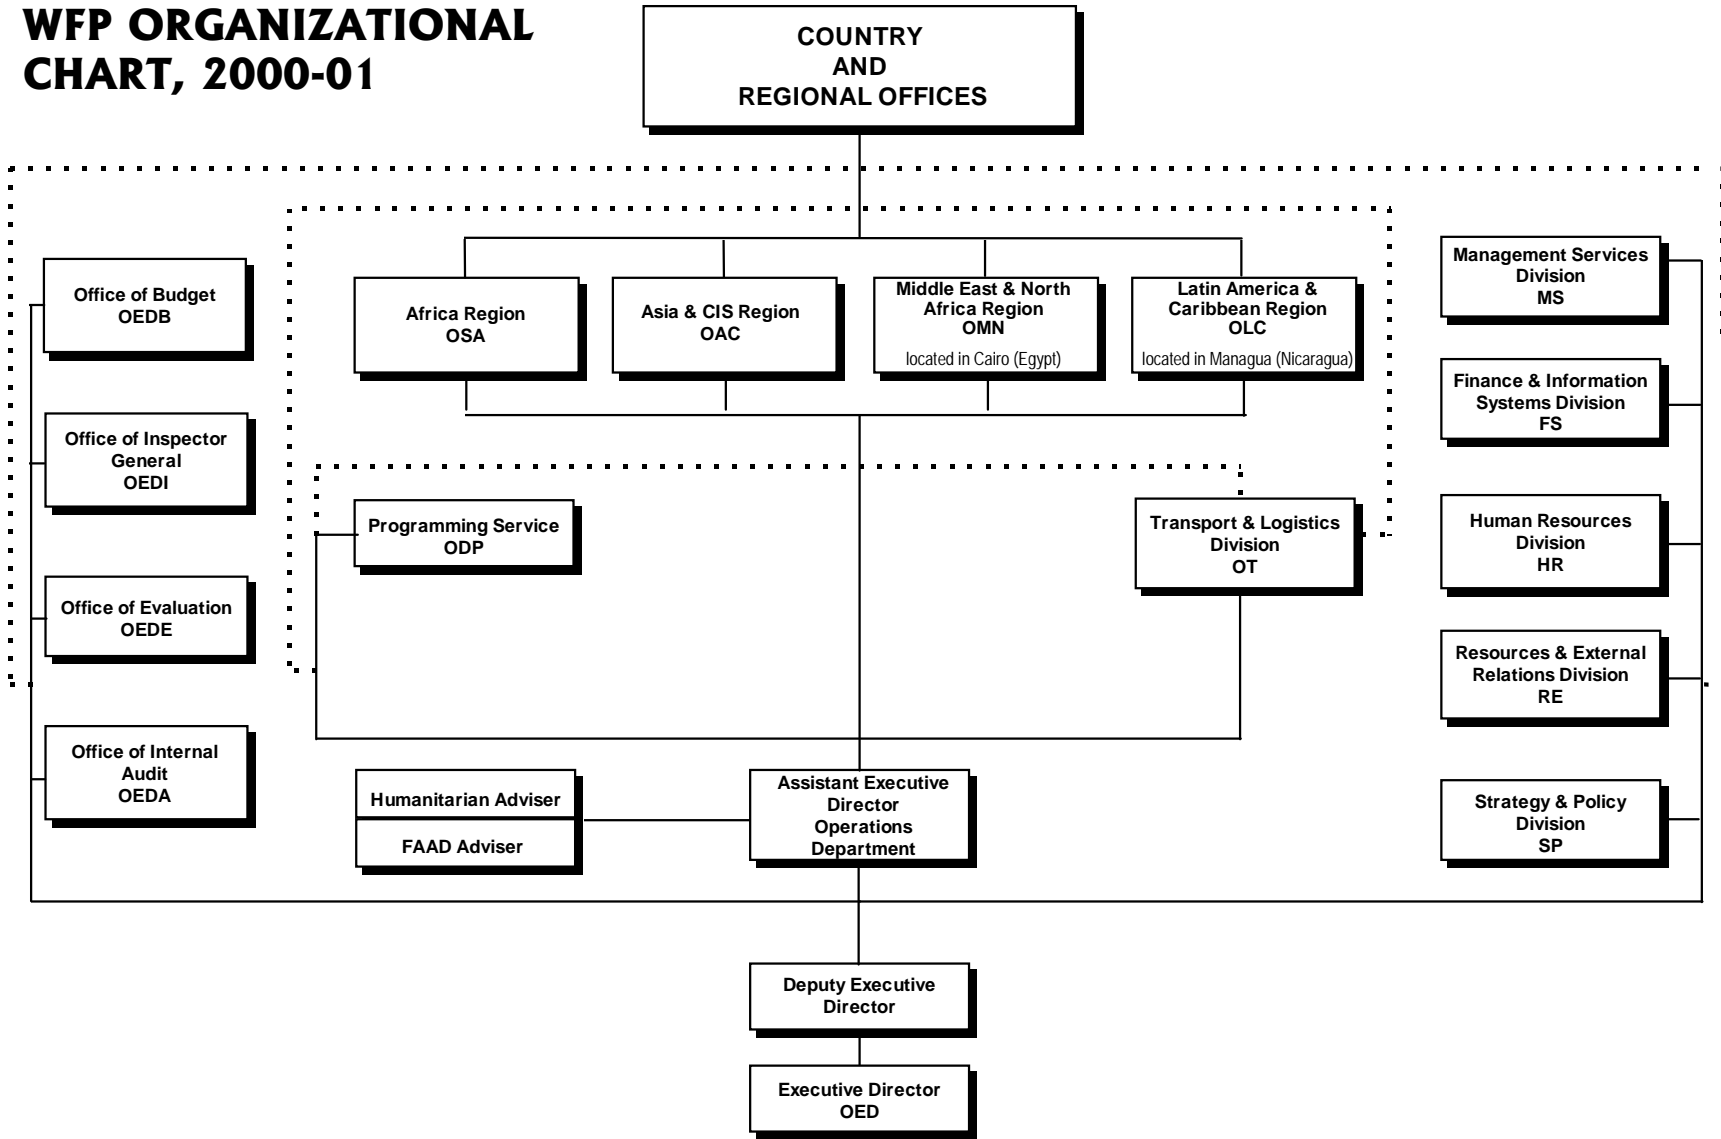 WFP ORGANIZATIONAL
CHART, 2000-01
COUNTRY
AND
REGIONAL OFFICES
Office of Budget
OEDB
Africa Region
OSA
Asia & CIS Region
OAC
Middle East & North
Africa Region
OMN
located in Cairo (Egypt)
Latin America &
Caribbean Region
OLC
located in Managua (Nicaragua)
Management Services
Division
MS
Finance & Information
Systems Division
FS
Office of Inspector
General
OEDI
Programming Service
ODP
Transport & Logistics
Division
OT
Human Resources
Division
HR
Office of Evaluation
OEDE
Resources & External
Relations Division
RE
Office of Internal
Audit
OEDA
Humanitarian Adviser
FAAD Adviser
Assistant Executive
Director
Operations
Department
Strategy & Policy
Division
SP
Deputy Executive
Director
Executive Director
OED